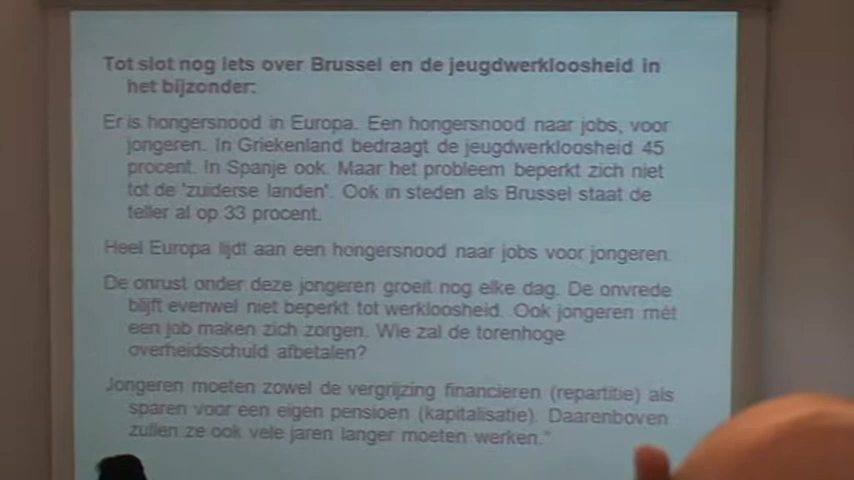 Tot slot nog iets over Brussel en de jeugdwerkloosheid in
het bijzonder:
Er is hongersnood in Europa. Een hongersnood naar jobs, voor
jongeren. In Griekenland bedraagt de jeugdwerkloosheid 45
procent. In Spanje ook. Maar het probleem beperkt zich niet
tot de 'zuiderse landen'. Ook in steden als Brussel staat de
teller al op 33 procent.
Heel Europa lijdt aan een hongersnood naar jobs voor jongeren.
De onrust onder deze jongeren groeit nog elke dag. De onvrede
blijft evenwel niet beperkt tot werkloosheid. Ook jongeren mét
een job maken zich zorgen. Wie zal de torenhoge
overheidsschuld afbetalen?
Jongeren moeten zowel de vergrijzing financieren (repartitie) als
sparen voor een eigen pensioen (kapitalisatie). Daarenboven
zullen ze ook vele jaren langer moeten werken."